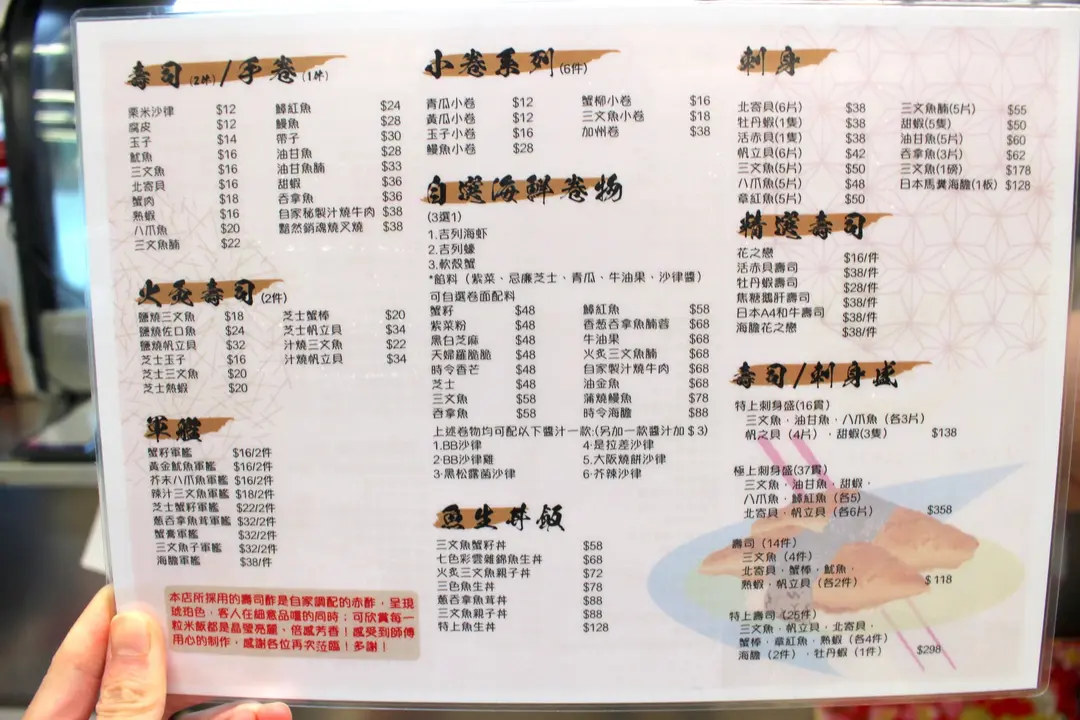 壽司(2件)/手卷(1件)
粟米沙律 $12
腐皮 $12
玉子 $14
魷魚 $16
三文魚 $16
北寄貝 $16
蟹肉 $18
熟蝦 $16
八爪魚 $20
三文魚腩 $22
鱆紅魚 $24
鰻魚 $28
帶子 $30
油甘魚 $28
油甘魚腩 $33
甜蝦 $36
吞拿魚 $36
自家秘製汁燒牛肉 $38
黯然銷魂燒叉燒 $38
火炙壽司(2件)
鹽燒三文魚 $18
鹽燒佐口魚 $24
鹽燒帆立貝 $32
芝士玉子 $16
芝士三文魚 $20
芝士熟蝦 $20
芝士蟹棒 $20
芝士帆立貝 $34
汁燒三文魚 $22
汁燒帆立貝 $34
軍艦
蟹籽軍艦 $16/2件
黃金魷魚軍艦 $16/2件
芥末八爪魚軍艦 $16/2件
辣汁三文魚軍艦 $18/2件
芝士蟹籽軍艦 $22/2件
蔥吞拿魚茸軍艦 $32/2件
蟹膏軍艦 $32/2件
三文魚子軍艦 $32/2件
海膽軍艦 $38/件
本店所採用的壽司酢是自家調配的赤酢，呈現
琥珀色，客人在細意品嚐的同時；可欣賞每一
粒米飯都是晶瑩亮麗、倍感芳香！感受到師傅
用心的制作，感謝各位再次蒞臨！多謝！
小卷系列(6件)
青瓜小卷 $12
黃瓜小卷 $12
玉子小卷 $16
鰻魚小卷 $28
蟹柳小卷 $16
三文魚小卷 $18
加州卷 $38
自選海鮮卷物
(3選1)
1.吉列海虾
2.吉列蠔
3.軟殼蟹
*餡料（紫菜、忌廉芝士、青瓜、牛油果、沙律醬）
可自選卷面配料
蟹籽 $48
紫菜粉 $48
黑白芝麻 $48
天婦羅脆脆 $48
時令香芒 $48
芝士 $48
三文魚 $58
吞拿魚 $58
鱆紅魚 $58
香葱吞拿魚腩蓉 $68
牛油果 $68
火炙三文魚腩 $68
自家製汁燒牛肉 $68
油金魚 $68
蒲燒鰻魚 $78
時令海膽 $88
上述卷物均可配以下醬汁一款:(另加一款醬汁加＄3)
1.BB沙律
2·BB沙律雞
3·黑松露菌沙律
4·是拉差沙律
5.大阪燒餅沙律
6·芥辣沙律
魚生丼飯
三文魚蟹籽丼 $58
七色彩雲雜錦魚生丼 $68
火炙三文魚親子丼 $72
三色魚生丼 $78
蔥吞拿魚茸丼 $88
三文魚親子丼 $88
特上魚生丼 $128
刺身
北寄貝(6片) $38
牡丹蝦(1隻) $38
活赤貝(1隻) $38
帆立貝(6片) $42
三文魚(5片) $50
八爪魚(5片) $48
章紅魚(5片) $50
三文魚腩(5片) $55
甜蝦(5隻) $50
油甘魚(5片) $60
吞拿魚(3片) $62
三文魚(1磅) $178
日本馬糞海膽(1板) $128
精選壽司
花之戀 $16/件
活赤貝壽司 $38/件
牡丹蝦壽司 $28/件
焦糖鵝肝壽司 $38/件
日本A4和牛壽司 $38/件
海膽花之戀 $38/件
壽司/刺身盛
特上刺身盛(16貫)
三文魚，油甘魚，八爪魚（各3片）
帆之貝（4片），甜蝦(3隻) $138
極上刺身盛(37貫)
三文魚，油甘魚，甜蝦，
八爪魚，鱆紅魚（各5）
北寄貝，帆立貝（各6片） $358
壽司（14件）
三文魚（4件）
北寄貝，蟹棒，魷魚，
熟蝦，帆立貝（各2件） $118
特上壽司（25件）
三文魚，帆立貝，北寄貝，
蟹棒，章紅魚，熟蝦（各4件）
海膽（2件），牡丹蝦（1件） $298